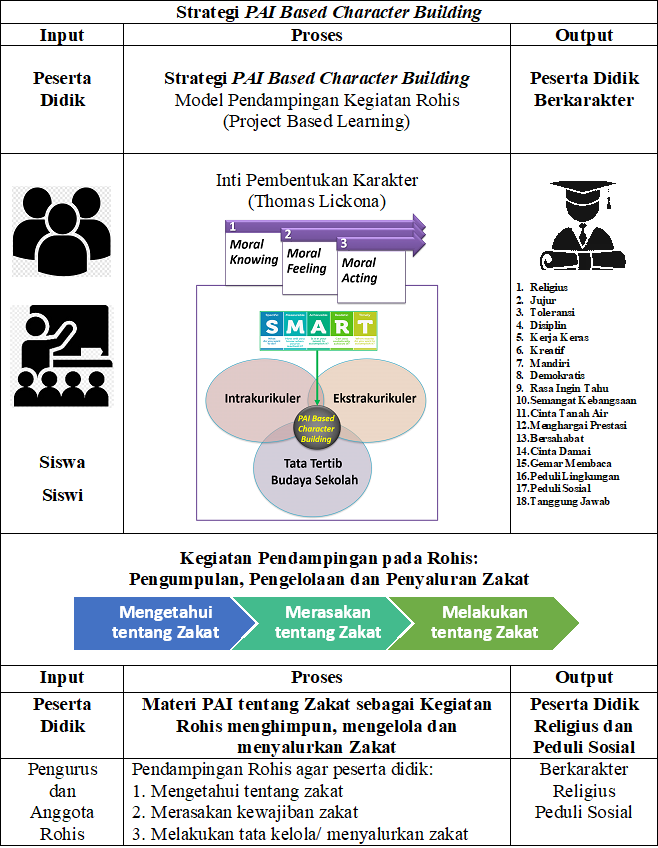 Strategi PAI Based Character Building
Input
Proses
Output
Peserta
Didik
Strategi PAI Based Character Building
Model Pendampingan Kegiatan Rohis
(Project Based Learning)
Peserta Didik
Berkarakter
Siswa
Siswi
Inti Pembentukan Karakter
(Thomas Lickona)
1
Moral
Knowing
2
Moral
Feeling
3
Moral
Acting
Specific Measurable Achievable
SMART
Intrakurikuler
Ekstrakurikuler
PAI Based
Character
Building
Tata Tertib
Budaya Sekolah
1. Religius
2. Jujur
3. Toleransi
4. Disiplin
5. Kerja Keras
6. Kreatif
7. Mandiri
8. Demokratis
9. Rasa Ingin Tahu
10.Semangat Kebangsaan
11.Cinta Tanah Air
12.Menghargai Prestasi
13.Bersahabat
14.Cinta Damai
15.Gemar Membaca
16.Peduli Lingkungan
17.Peduli Sosial
18.Tanggung Jawab
Kegiatan Pendampingan pada Rohis:
Pengumpulan, Pengelolaan dan Penyaluran Zakat
Mengetahui
tentang Zakat
Merasakan
tentang Zakat
Melakukan
tentang Zakat
Input
Proses
Output
Peserta
Didik
Materi PAI tentang Zakat sebagai Kegiatan
Rohis menghimpun, mengelola dan
menyalurkan Zakat
Peserta Didik
Religius dan
Peduli Sosial
Pengurus
dan
Anggota
Rohis
Pendampingan Rohis agar peserta didik:
1. Mengetahui tentang zakat
2. Merasakan kewajiban zakat
3. Melakukan tata kelola/ menyalurkan zakat
Berkarakter
Religius
Peduli Sosial